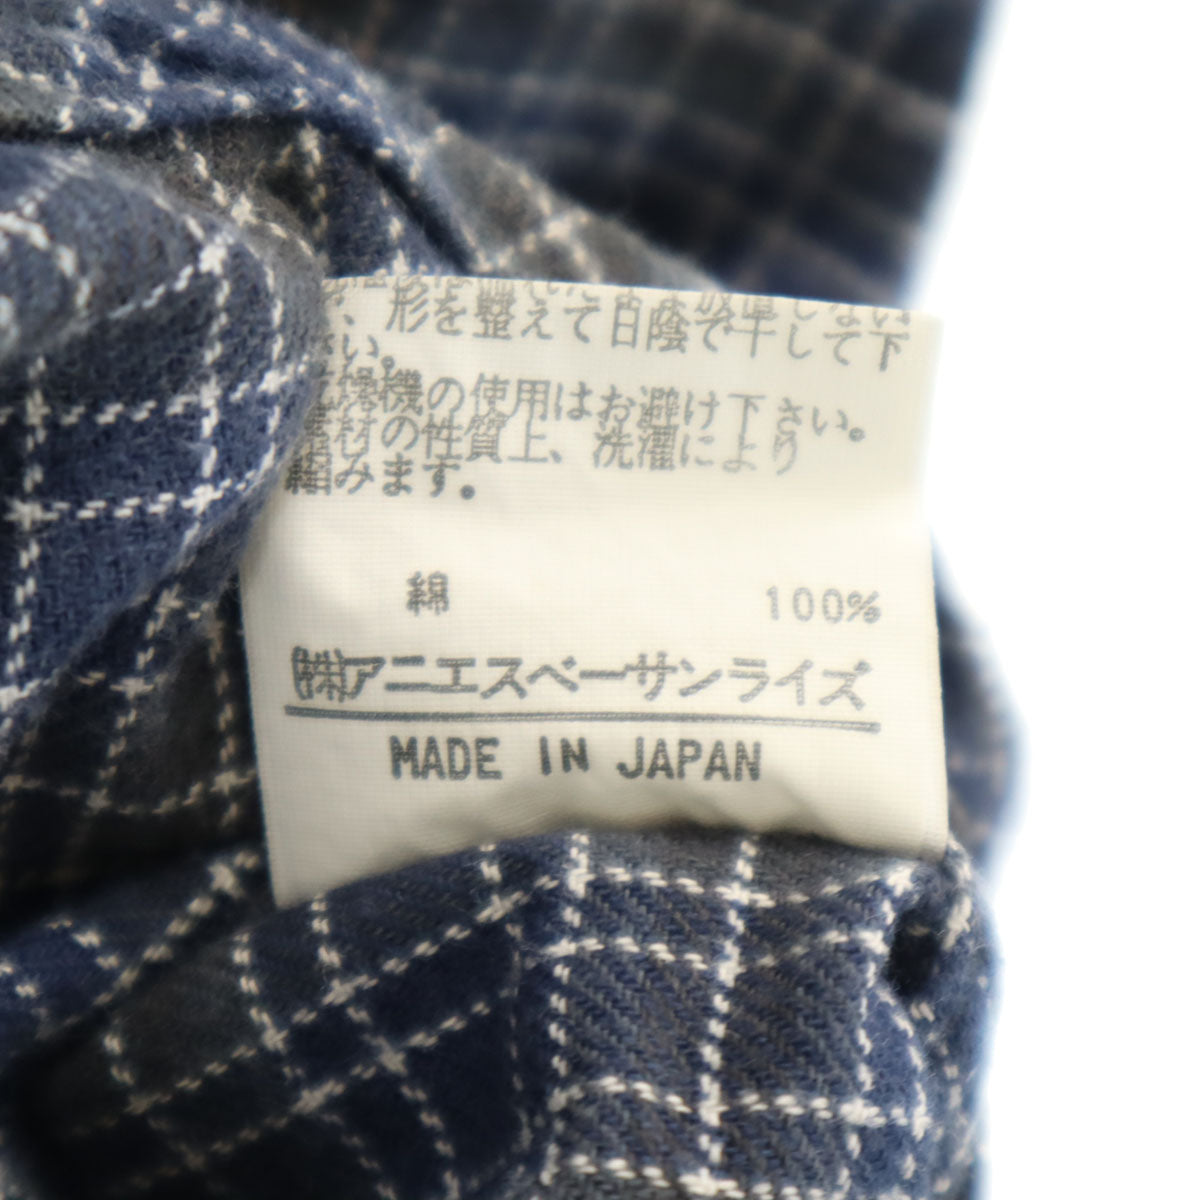 、形を整えて日陰で干して下
さい。
乾燥機の使用はお避け下さい。
素材の性質上、洗濯により
縮みます。
綿 100%
(株)アニエスベーサンライズ
MADE IN JAPAN